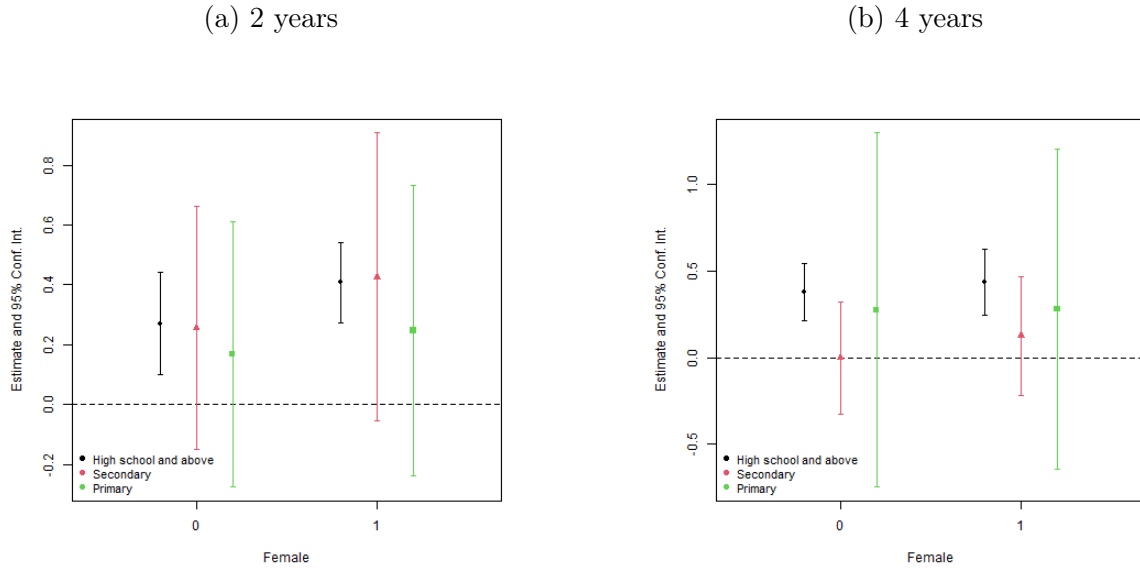 (a) 2 years
Estimate and 95% Conf. Int.
0.8
0.6
0.4
0.2
0.0
-0.2
High school and above
Secondary
Primary
0 1
Female
(b) 4 years
Estimate and 95% Conf. Int.
1.0
0.5
0.0
-0.5
High school and above
Secondary
Primary
0 1
Female